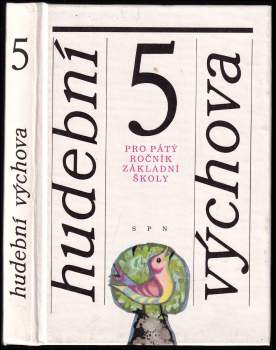 5
hudební výchova
hudební
5
PRO PÁTÝ
ROČNÍK
ZÁKLADNÍ
ŠKOLY
SPN
výchova